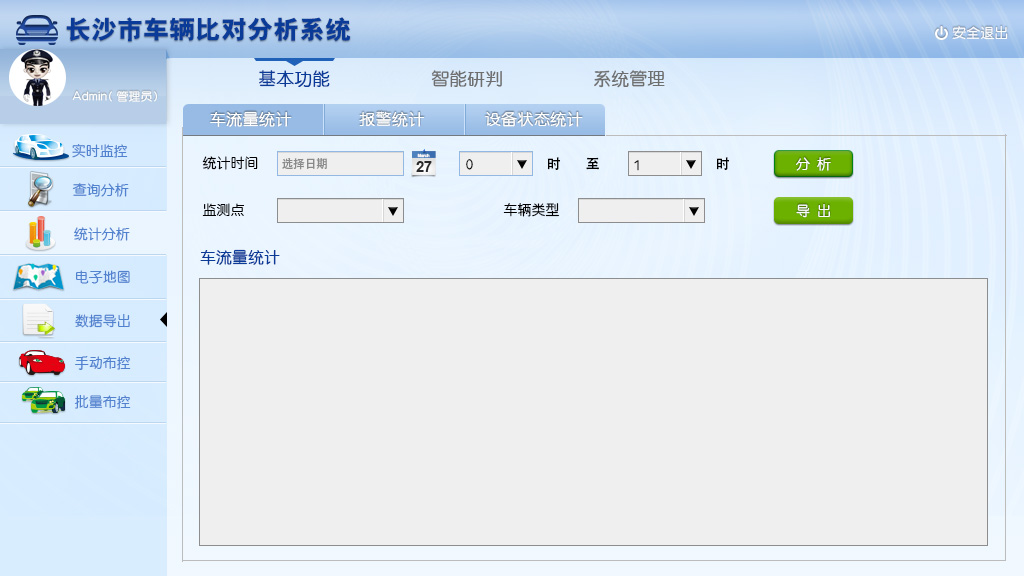 长沙市车辆比对分析系统
安全退出
Admin( 管理员)
基本功能 智能研判 系统管理
车流量统计 报警统计 设备状态统计
实时监控
查询分析
统计分析
电子地图
数据导出
手动布控
批量布控
统计时间 选择日期 March 27 0 时 至 1 时 分 析
监测点 车辆类型 导 出
车流量统计